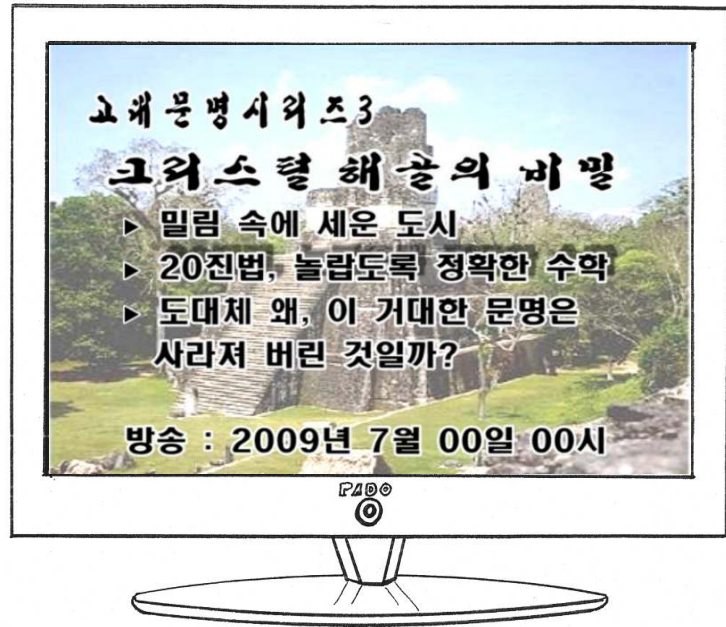 고대문명시리즈3
크리스털 해골의 비밀
▸ 밀림 속에 세운 도시
▸ 20진법, 놀랍도록 정확한 수학
▸ 도대체 왜, 이 거대한 문명은
사라져 버린 것일까?
방송 : 2009년 7월 00일 00시
PADO